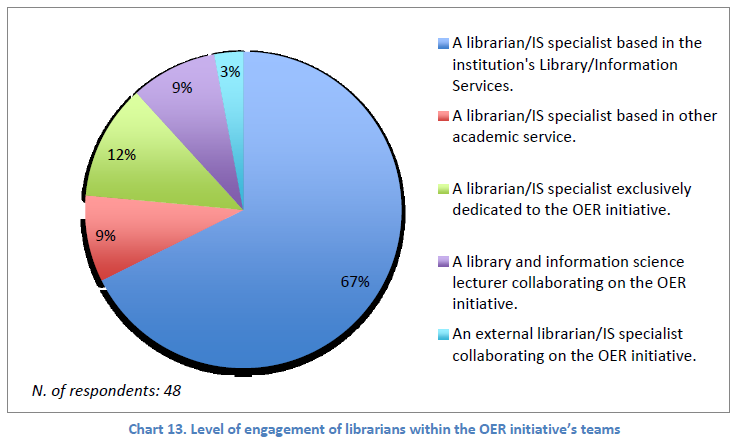 3%
9%
12%
9%
67%
A librarian/IS specialist based in the
institution's Library/Information
Services.
A librarian/IS specialist based in other
academic service.
A librarian/IS specialist exclusively
dedicated to the OER initiative.
A library and information science
lecturer collaborating on the OER
initiative.
An external librarian/IS specialist
collaborating on the OER initiative.
N. of respondents: 48
Chart 13. Level of engagement of librarians within the OER initiative’s teams